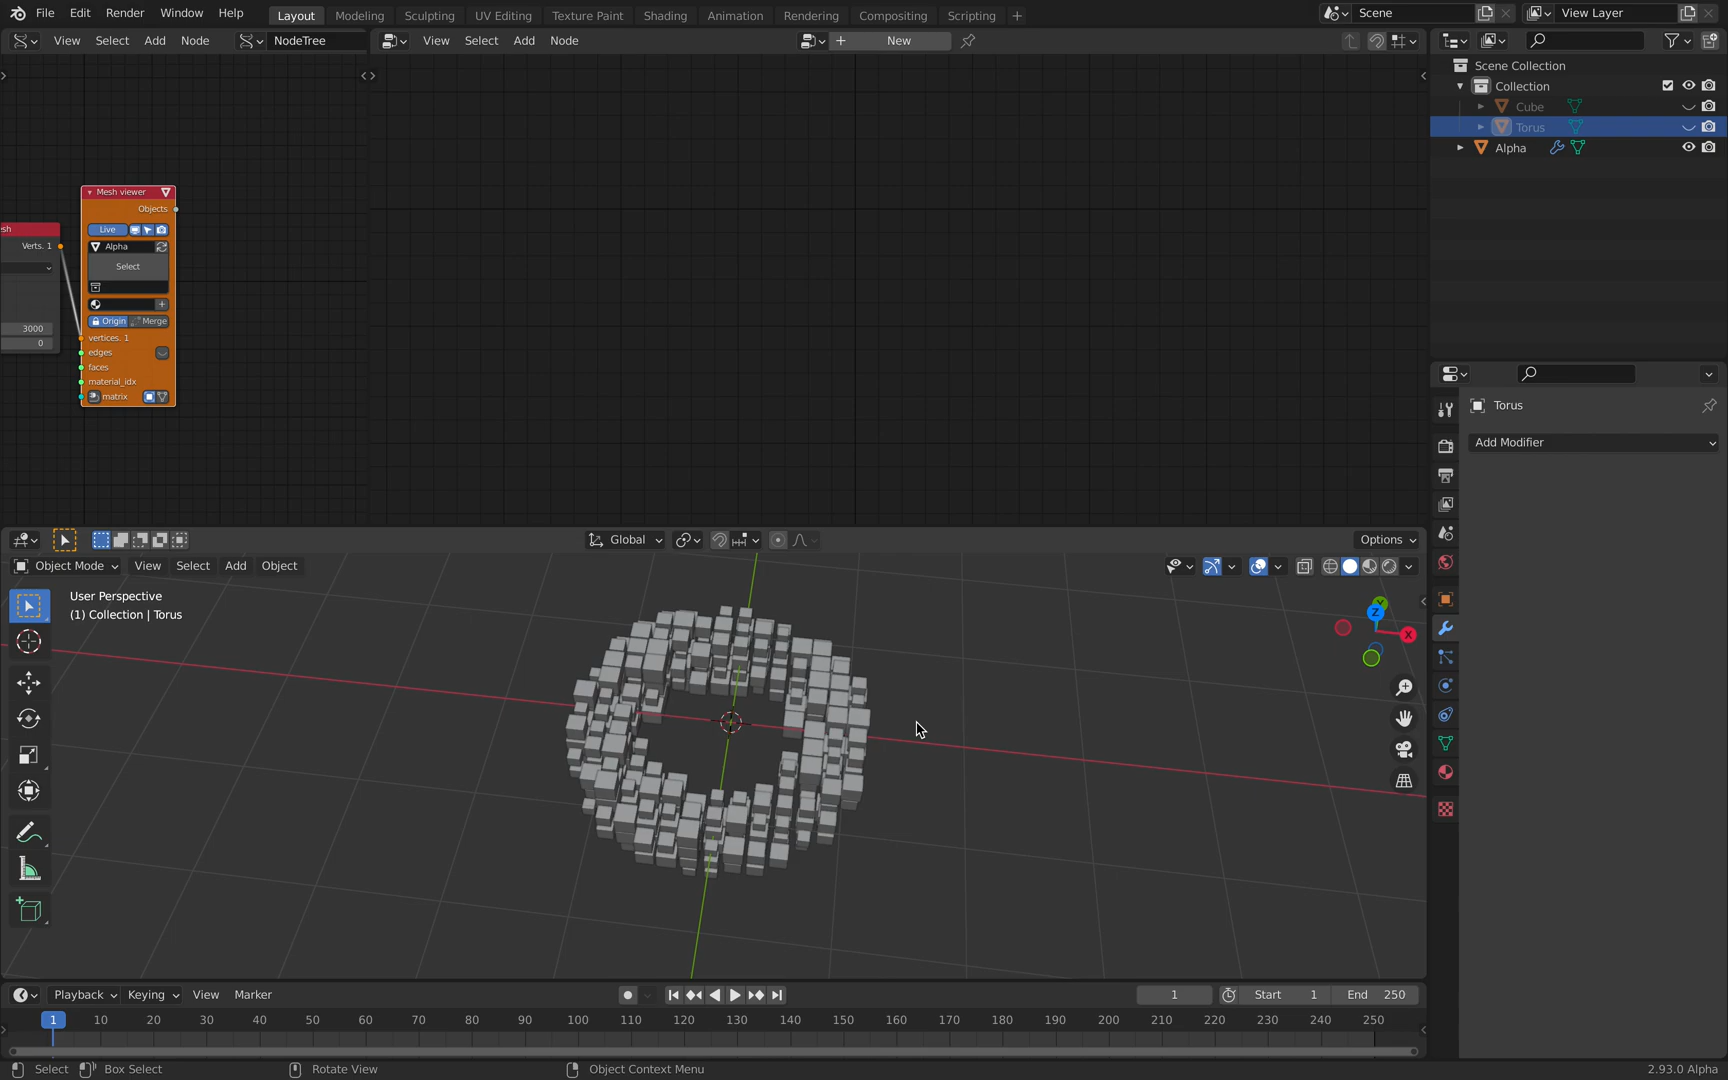 File Edit Render Window Help Layout Modeling Sculpting UV Editing Texture Paint Shading Animation Rendering Compositing Scripting + Scene View Layer
View Select Add Node NodeTree View Select Add Node + New
Scene Collection
Collection
Cube
Torus
Alpha
Mesh viewer
Objects
sh
Live
Verts. 1
Alpha
Select
Origin Merge
3000
vertices. 1
0
edges
faces
material_idx
matrix
Torus
Add Modifier
Global Options
Object Mode View Select Add Object
User Perspective
(1) Collection | Torus
Y
Z
X
Playback Keying View Marker 1 Start 1 End 250
1 10 20 30 40 50 60 70 80 90 100 110 120 130 140 150 160 170 180 190 200 210 220 230 240 250
Select Box Select Rotate View Object Context Menu 2.93.0 Alpha